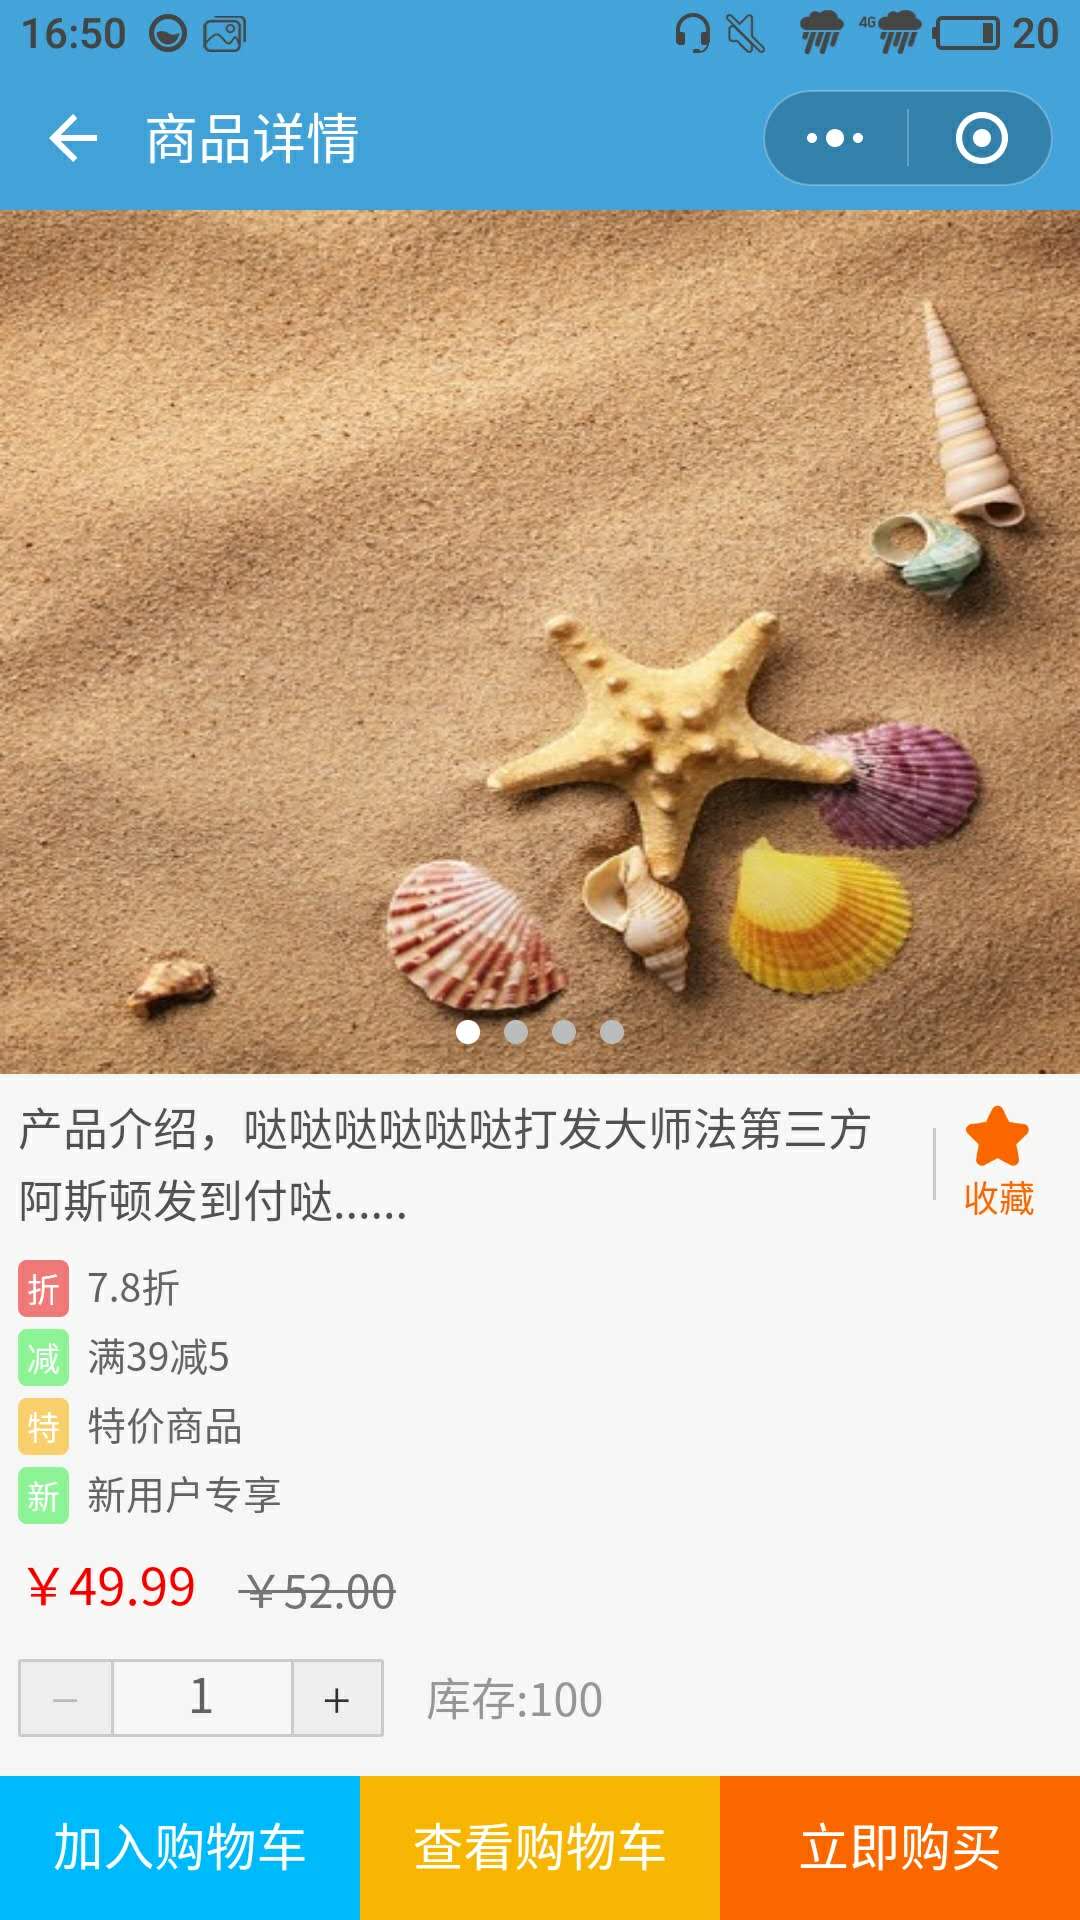 16:50
4G
20
商品详情
产品介绍，哒哒哒哒哒哒打发大师法第三方
阿斯顿发到付哒......
收藏
折 7.8折
减 满39减5
特 特价商品
新 新用户专享
￥49.99 ￥52.00
− 1 + 库存:100
加入购物车 查看购物车 立即购买